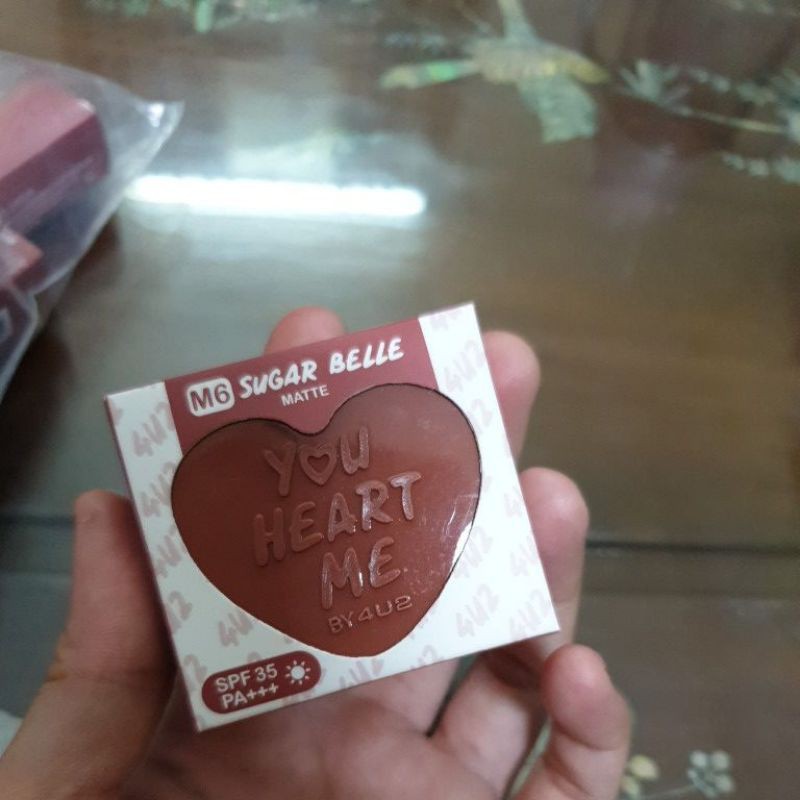 M6 SUGAR BELLE
MATTE
YOU
HEART
ME
BY 4U2
SPF 35
PA+++